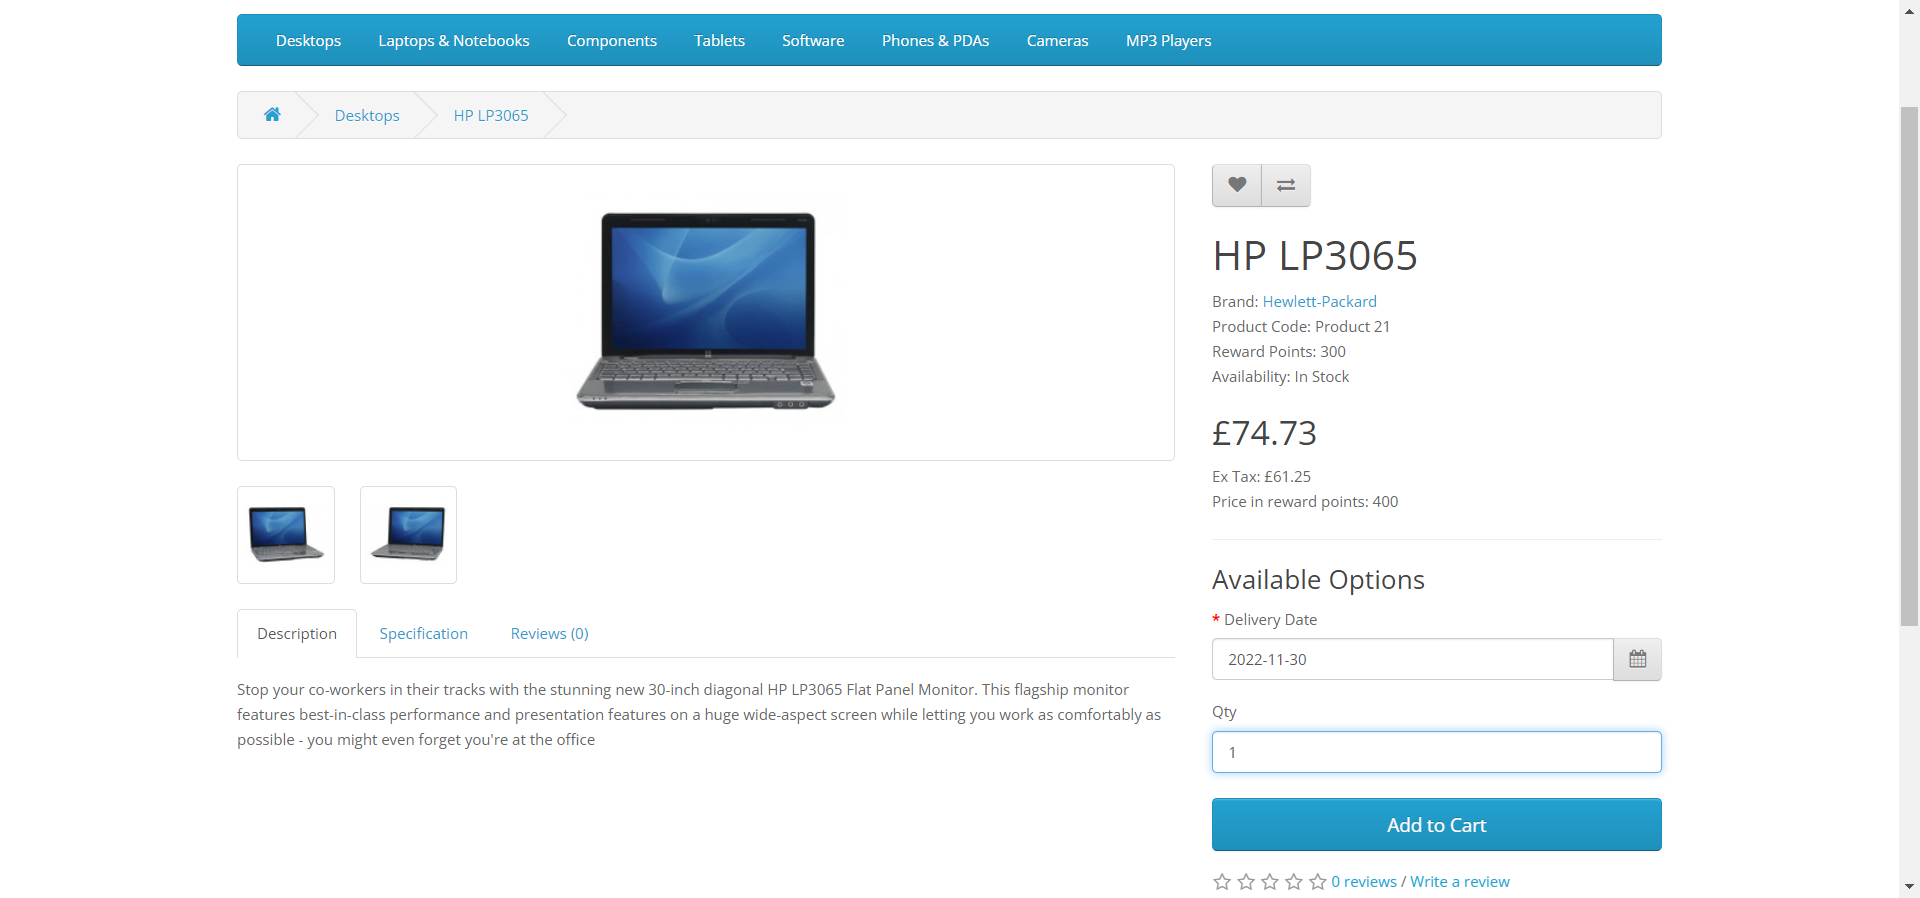 Desktops Laptops & Notebooks Components Tablets Software Phones & PDAs Cameras MP3 Players
Desktops HP LP3065
HP LP3065
Brand: Hewlett-Packard
Product Code: Product 21
Reward Points: 300
Availability: In Stock
£74.73
Ex Tax: £61.25
Price in reward points: 400
Available Options
* Delivery Date
2022-11-30
Qty
1
Add to Cart
0 reviews / Write a review
Description Specification Reviews (0)
Stop your co-workers in their tracks with the stunning new 30-inch diagonal HP LP3065 Flat Panel Monitor. This flagship monitor
features best-in-class performance and presentation features on a huge wide-aspect screen while letting you work as comfortably as
possible - you might even forget you're at the office